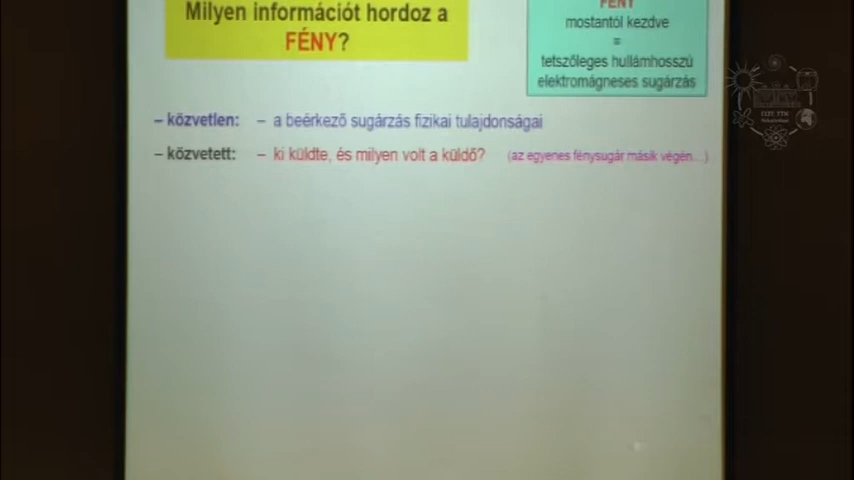 Milyen információt hordoz a
FÉNY?
FÉNY
mostantól kezdve
=
tetszőleges hullámhosszú
elektromágneses sugárzás
– közvetlen: – a beérkező sugárzás fizikai tulajdonságai
– közvetett: – ki küldte, és milyen volt a küldő? (az egyenes fénysugár másik végén...)